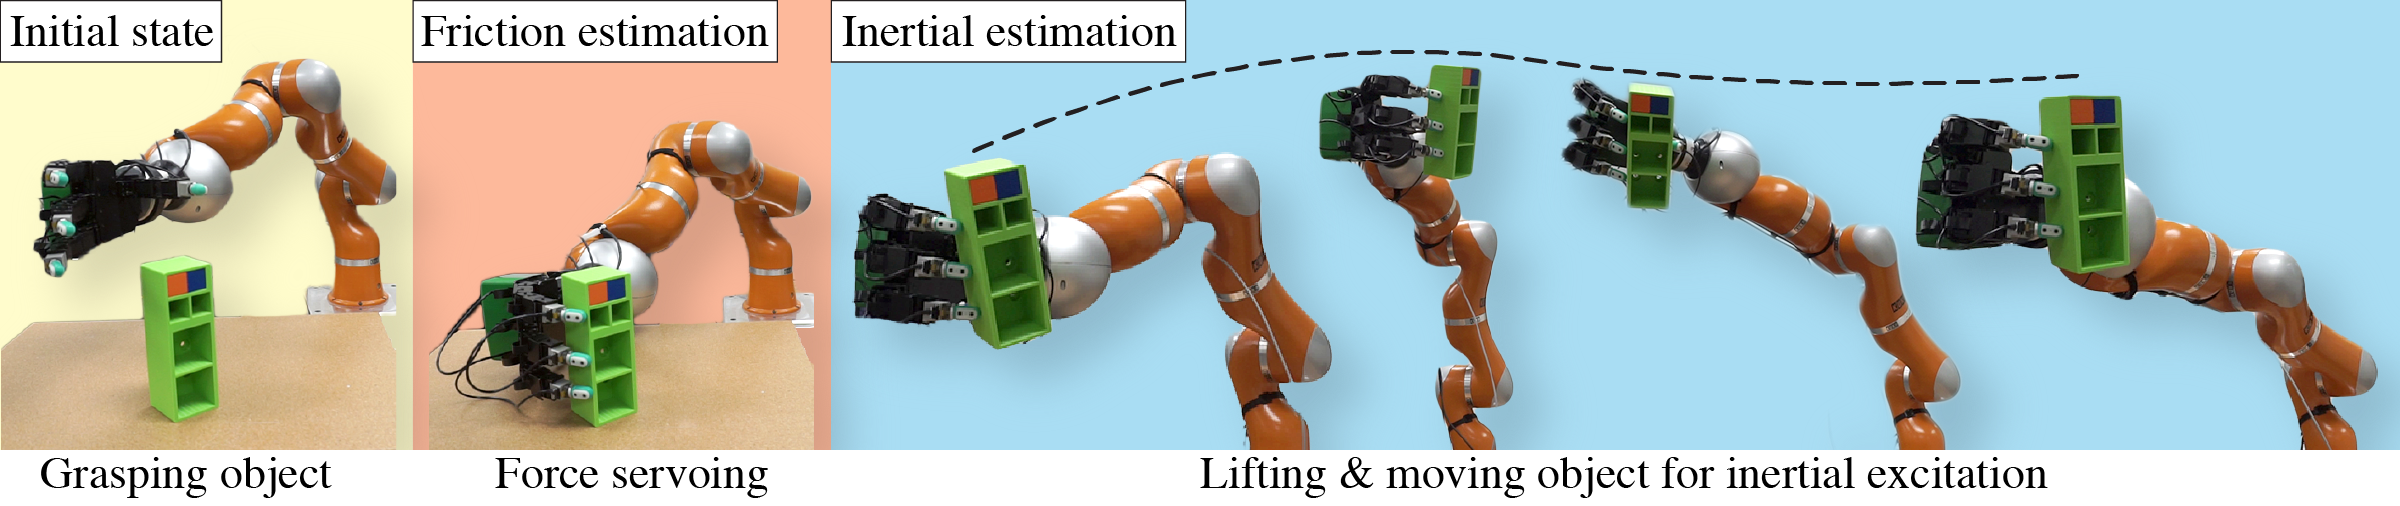 Initial state
Friction estimation
Inertial estimation
Grasping object
Force servoing
Lifting & moving object for inertial excitation